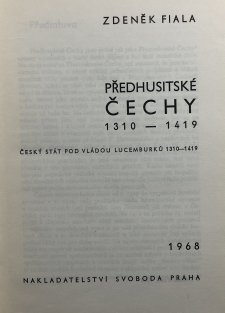 ZDENĚK FIALA
PŘEDHUSITSKÉ
ČECHY
1310 — 1419
ČESKÝ STÁT POD VLÁDOU LUCEMBURKŮ 1310—1419
1968
NAKLADATELSTVÍ SVOBODA PRAHA